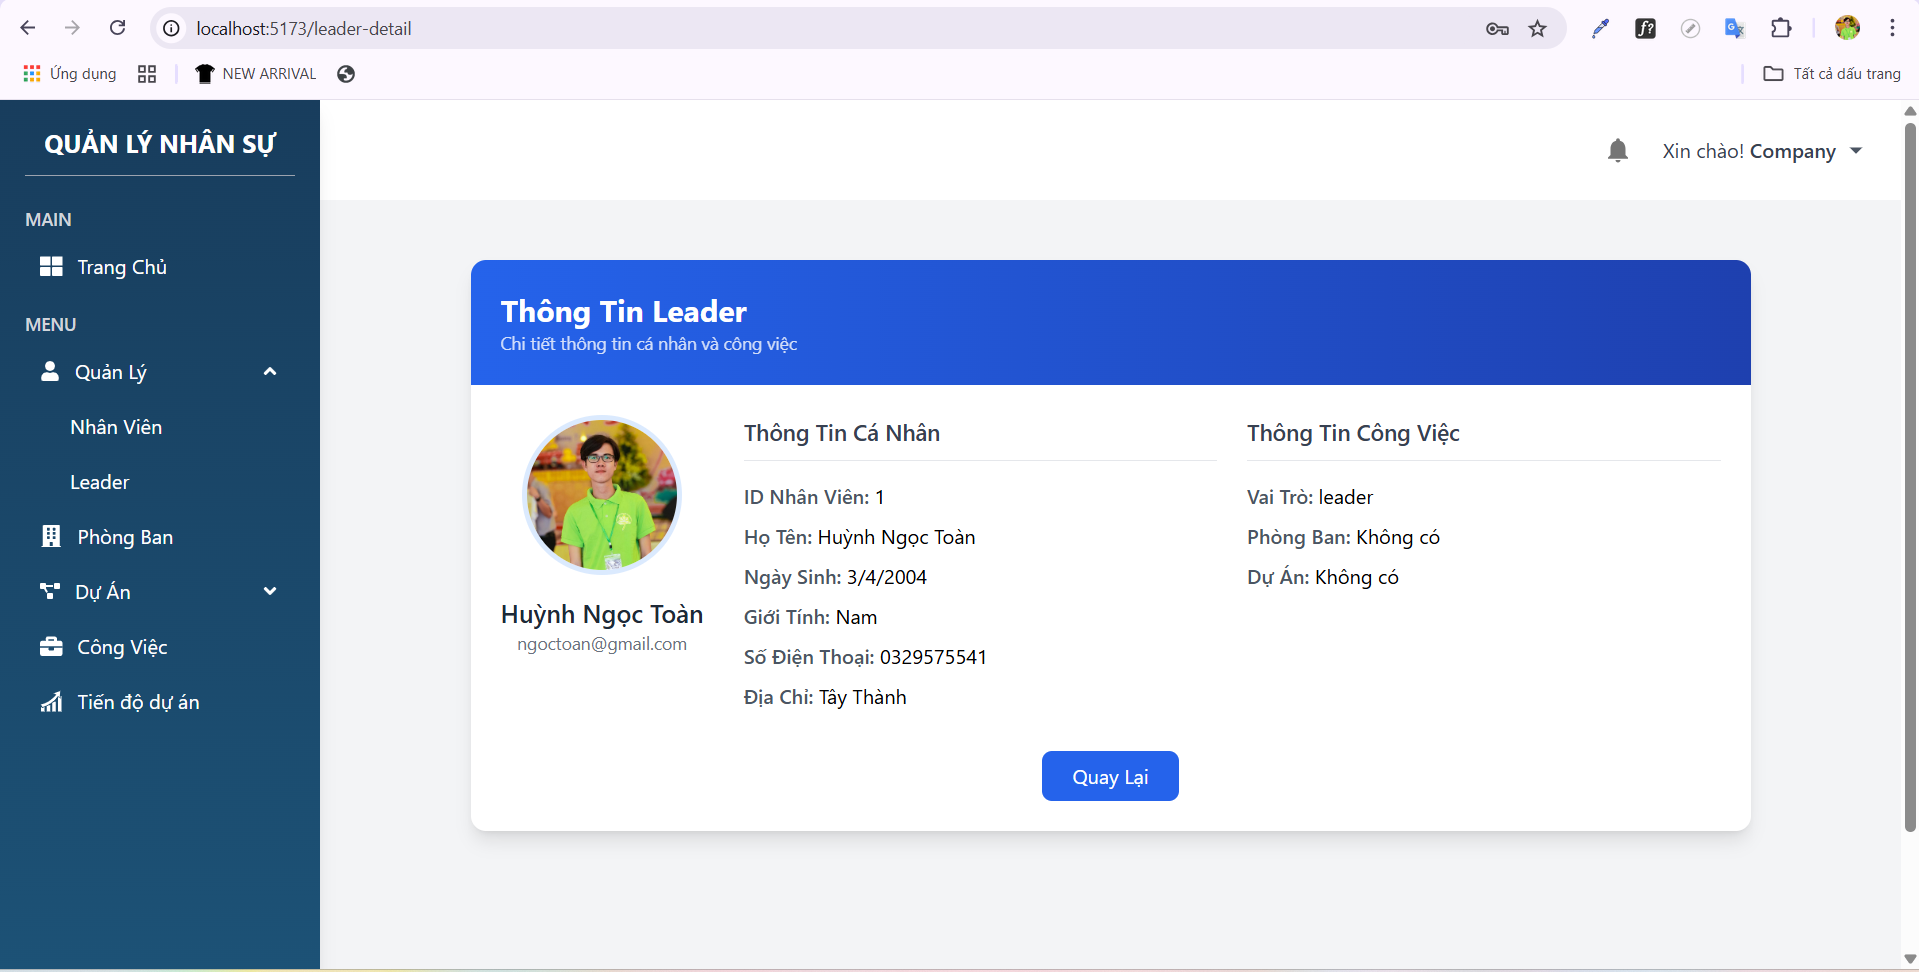 localhost:5173/leader-detail
Ứng dụng
NEW ARRIVAL
Tất cả dấu trang
QUẢN LÝ NHÂN SỰ
MAIN
Trang Chủ
MENU
Quản Lý
Nhân Viên
Leader
Phòng Ban
Dự Án
Công Việc
Tiến độ dự án
Xin chào! Company
Thông Tin Leader
Chi tiết thông tin cá nhân và công việc
Huỳnh Ngọc Toàn
ngoctoan@gmail.com
Thông Tin Cá Nhân
ID Nhân Viên: 1
Họ Tên: Huỳnh Ngọc Toàn
Ngày Sinh: 3/4/2004
Giới Tính: Nam
Số Điện Thoại: 0329575541
Địa Chỉ: Tây Thành
Thông Tin Công Việc
Vai Trò: leader
Phòng Ban: Không có
Dự Án: Không có
Quay Lại